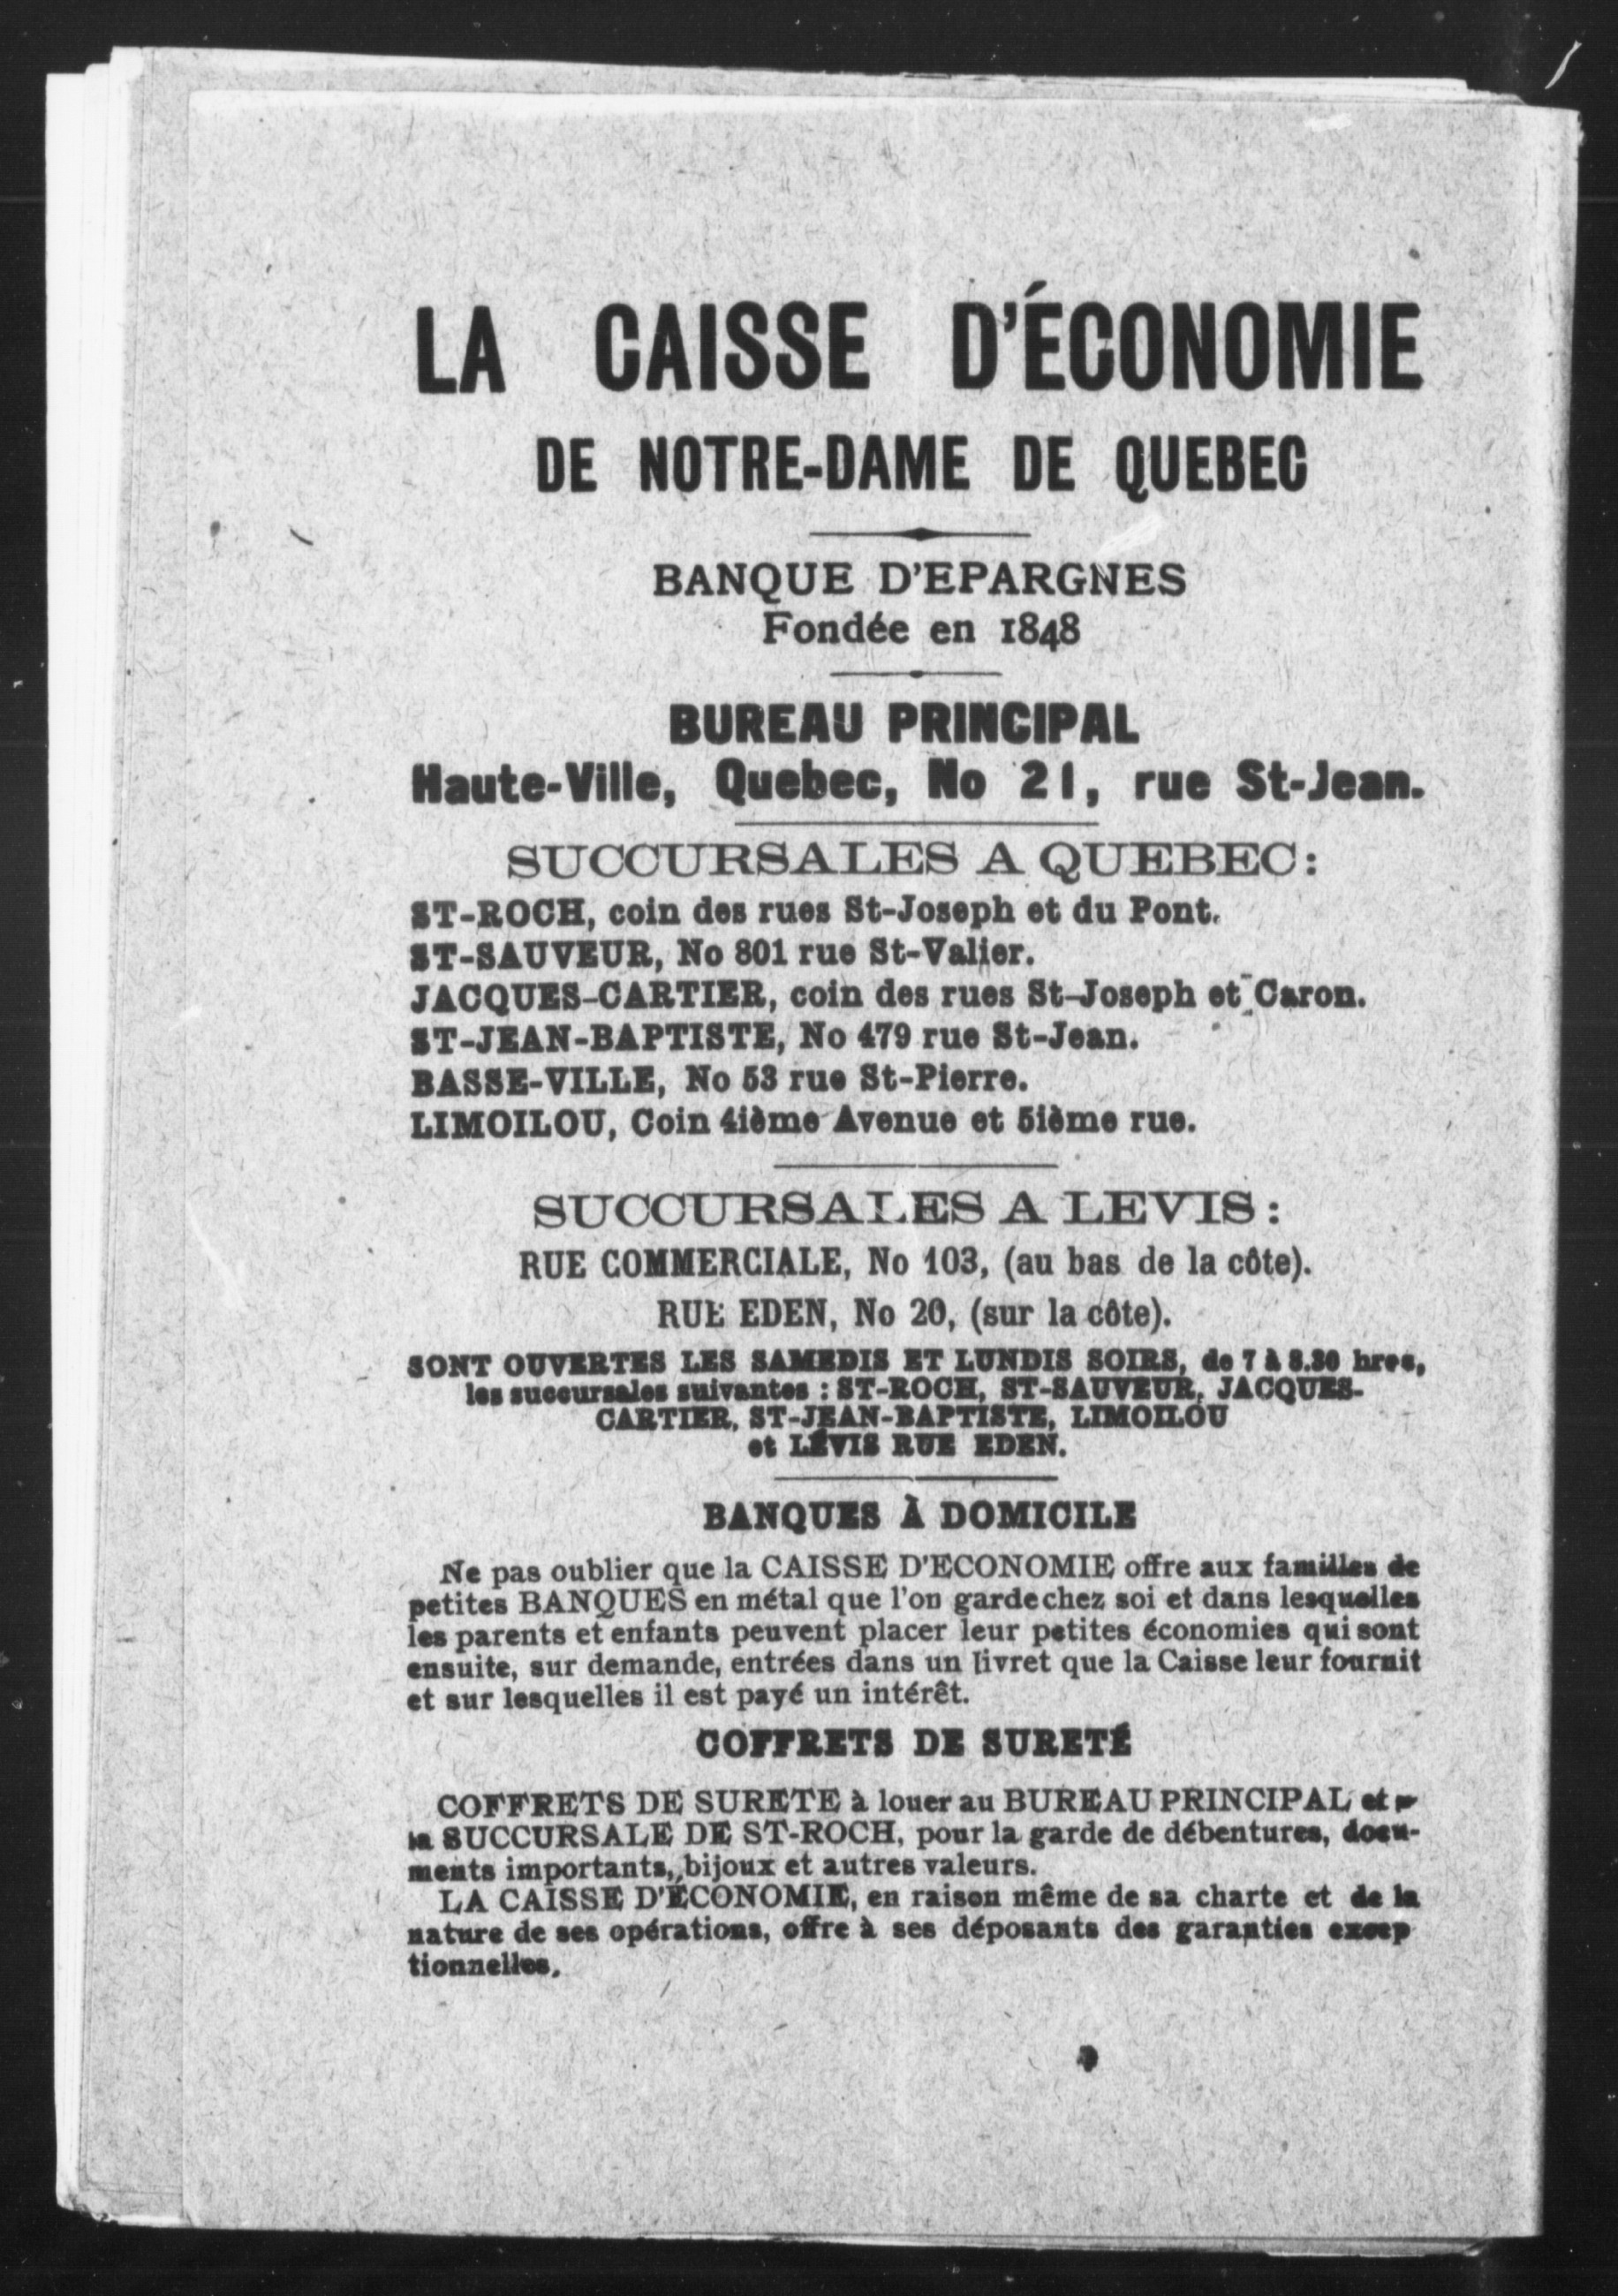 LA CAISSE D'ÉCONOMIE
DE NOTRE-DAME DE QUEBEC
BANQUE D'EPARGNES
Fondée en 1848
BUREAU PRINCIPAL
Haute-Ville, Quebec, No 21, rue St-Jean.
SUCCURSALES A QUEBEC:
ST-ROCH, coin des rues St-Joseph et du Pont.
ST-SAUVEUR, No 801 rue St-Valier.
JACQUES-CARTIER, coin des rues St-Joseph et Caron.
ST-JEAN-BAPTISTE, No 479 rue St-Jean.
BASSE-VILLE, No 53 rue St-Pierre.
LIMOILOU, Coin 4ième Avenue et 5ième rue.
SUCCURSALES A LEVIS:
RUE COMMERCIALE, No 103, (au bas de la côte).
RUE EDEN, No 20, (sur la côte).
SONT OUVERTES LES SAMEDIS ET LUNDIS SOIRS, de 7 à 8.30 hres,
les succursales suivantes : ST-ROCH, ST-SAUVEUR, JACQUES-
CARTIER, ST-JEAN-BAPTISTE, LIMOILOU
et LÉVIS RUE EDEN.
BANQUES À DOMICILE
Ne pas oublier que la CAISSE D'ECONOMIE offre aux familles de
petites BANQUES en métal que l'on garde chez soi et dans lesquelles
les parents et enfants peuvent placer leur petites économies qui sont
ensuite, sur demande, entrées dans un livret que la Caisse leur fournit
et sur lesquelles il est payé un intérêt.
COFFRETS DE SURETÉ
COFFRETS DE SURETE à louer au BUREAU PRINCIPAL et
la SUCCURSALE DE ST-ROCH, pour la garde de débentures, docu-
ments importants, bijoux et autres valeurs.
LA CAISSE D'ÉCONOMIE, en raison même de sa charte et de la
nature de ses opérations, offre à ses déposants des garanties excep
tionnelles.